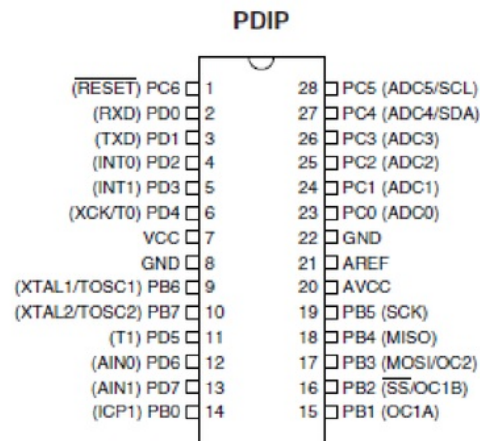 PDIP
(RESET) PC6 1 28 PC5 (ADC5/SCL)
(RXD) PD0 2 27 PC4 (ADC4/SDA)
(TXD) PD1 3 26 PC3 (ADC3)
(INT0) PD2 4 25 PC2 (ADC2)
(INT1) PD3 5 24 PC1 (ADC1)
(XCK/T0) PD4 6 23 PC0 (ADC0)
VCC 7 22 GND
GND 8 21 AREF
(XTAL1/TOSC1) PB6 9 20 AVCC
(XTAL2/TOSC2) PB7 10 19 PB5 (SCK)
(T1) PD5 11 18 PB4 (MISO)
(AIN0) PD6 12 17 PB3 (MOSI/OC2)
(AIN1) PD7 13 16 PB2 (SS/OC1B)
(ICP1) PB0 14 15 PB1 (OC1A)